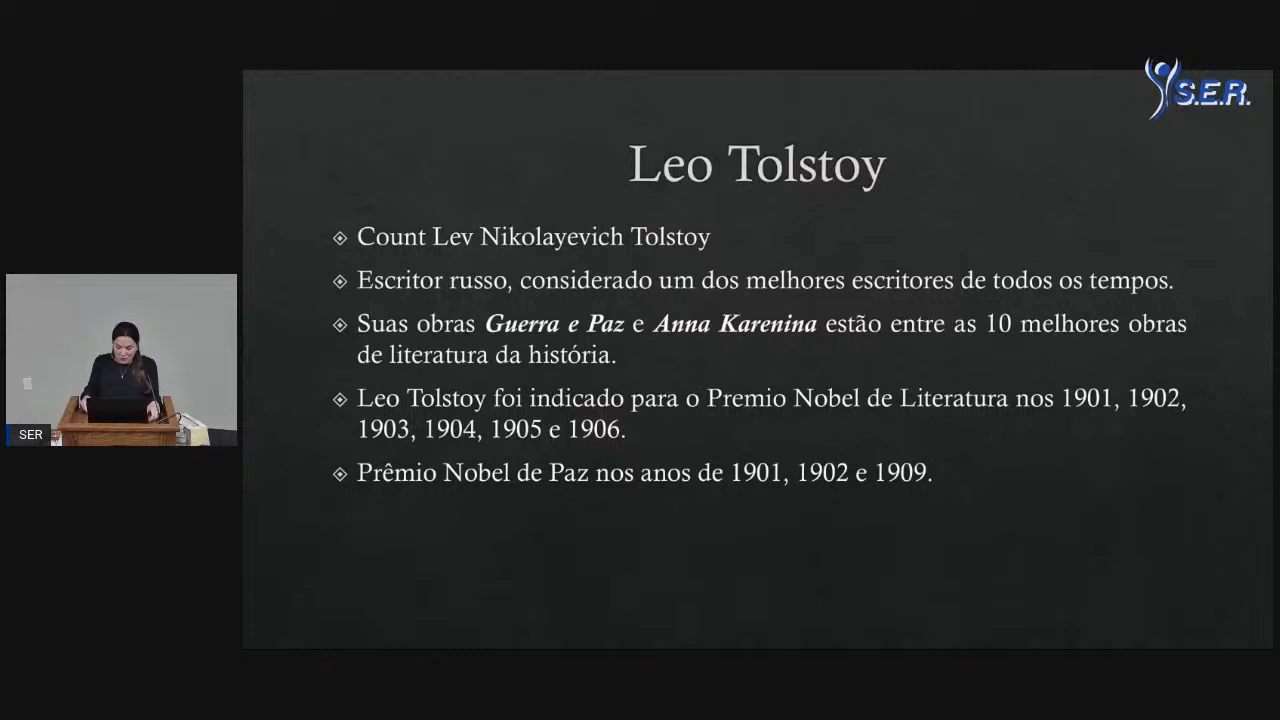 S.E.R.
Leo Tolstoy
Count Lev Nikolayevich Tolstoy
Escritor russo, considerado um dos melhores escritores de todos os tempos.
Suas obras Guerra e Paz e Anna Karenina estão entre as 10 melhores obras
de literatura da história.
Leo Tolstoy foi indicado para o Premio Nobel de Literatura nos 1901, 1902,
1903, 1904, 1905 e 1906.
Prêmio Nobel de Paz nos anos de 1901, 1902 e 1909.
SER